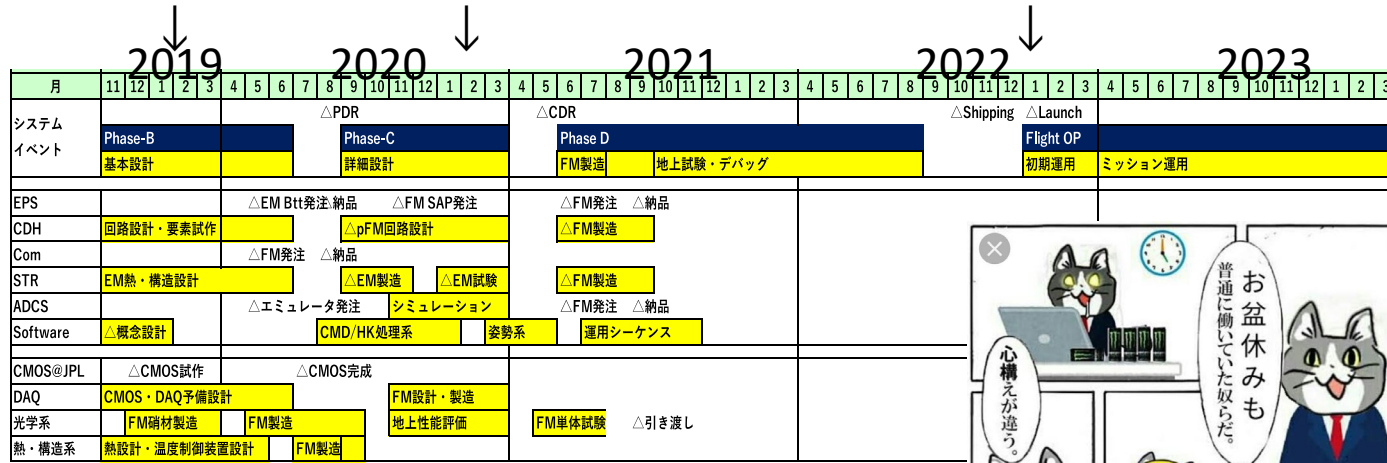 2019 2020 2021 2022 2023
月 11 12 1 2 3 4 5 6 7 8 9 10 11 12 1 2 3 4 5 6 7 8 9 10 11 12 1 2 3 4 5 6 7 8 9 10 11 12 1 2 3 4 5 6 7 8 9 10 11 12 1 2 3
システム
イベント
△PDR △CDR △Shipping △Launch
Phase-B Phase-C Phase D Flight OP
基本設計 詳細設計 FM製造 地上試験・デバッグ 初期運用 ミッション運用
EPS △EM Btt発注 △納品 △FM SAP発注 △FM発注 △納品
CDH 回路設計・要素試作 △pFM回路設計 △FM製造
Com △FM発注 △納品
STR EM熱・構造設計 △EM製造 △EM試験 △FM製造
ADCS △エミュレータ発注 シミュレーション △FM発注 △納品
Software △概念設計 CMD/HK処理系 姿勢系 運用シーケンス
CMOS@JPL △CMOS試作 △CMOS完成
DAQ CMOS・DAQ予備設計 FM設計・製造
光学系 FM硝材製造 FM製造 地上性能評価 FM単体試験 △引き渡し
熱・構造系 熱設計・温度制御装置設計 FM製造
お盆休みも
普通に働いていた奴らだ。
心構えが違う。